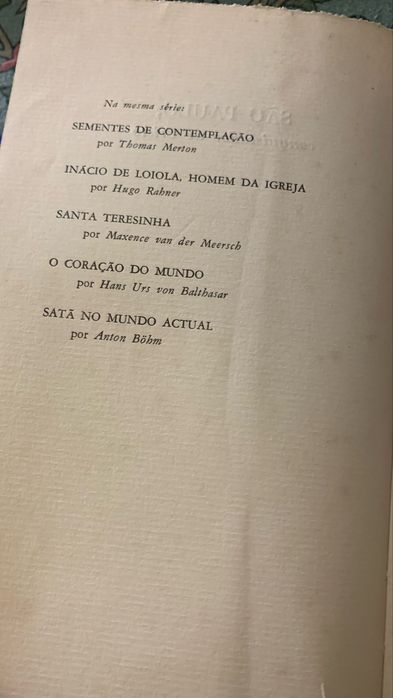 Na mesma série:
SEMENTES DE CONTEMPLAÇÃO
por Thomas Merton
INÁCIO DE LOIOLA, HOMEM DA IGREJA
por Hugo Rahner
SANTA TERESINHA
por Maxence van der Meersch
O CORAÇÃO DO MUNDO
por Hans Urs von Balthasar
SATÃ NO MUNDO ACTUAL
por Anton Böhm